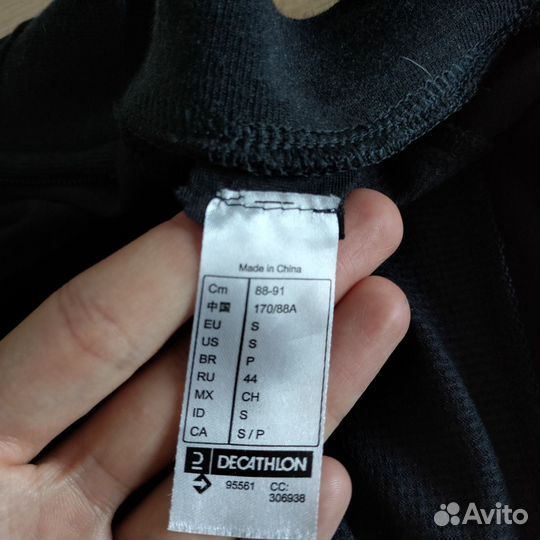 Made in China
Cm 88-91
中国 170/88A
EU S
US S
BR P
RU 44
MX CH
ID S
CA S / P
DECATHLON
95561 CC:
306938
Avito